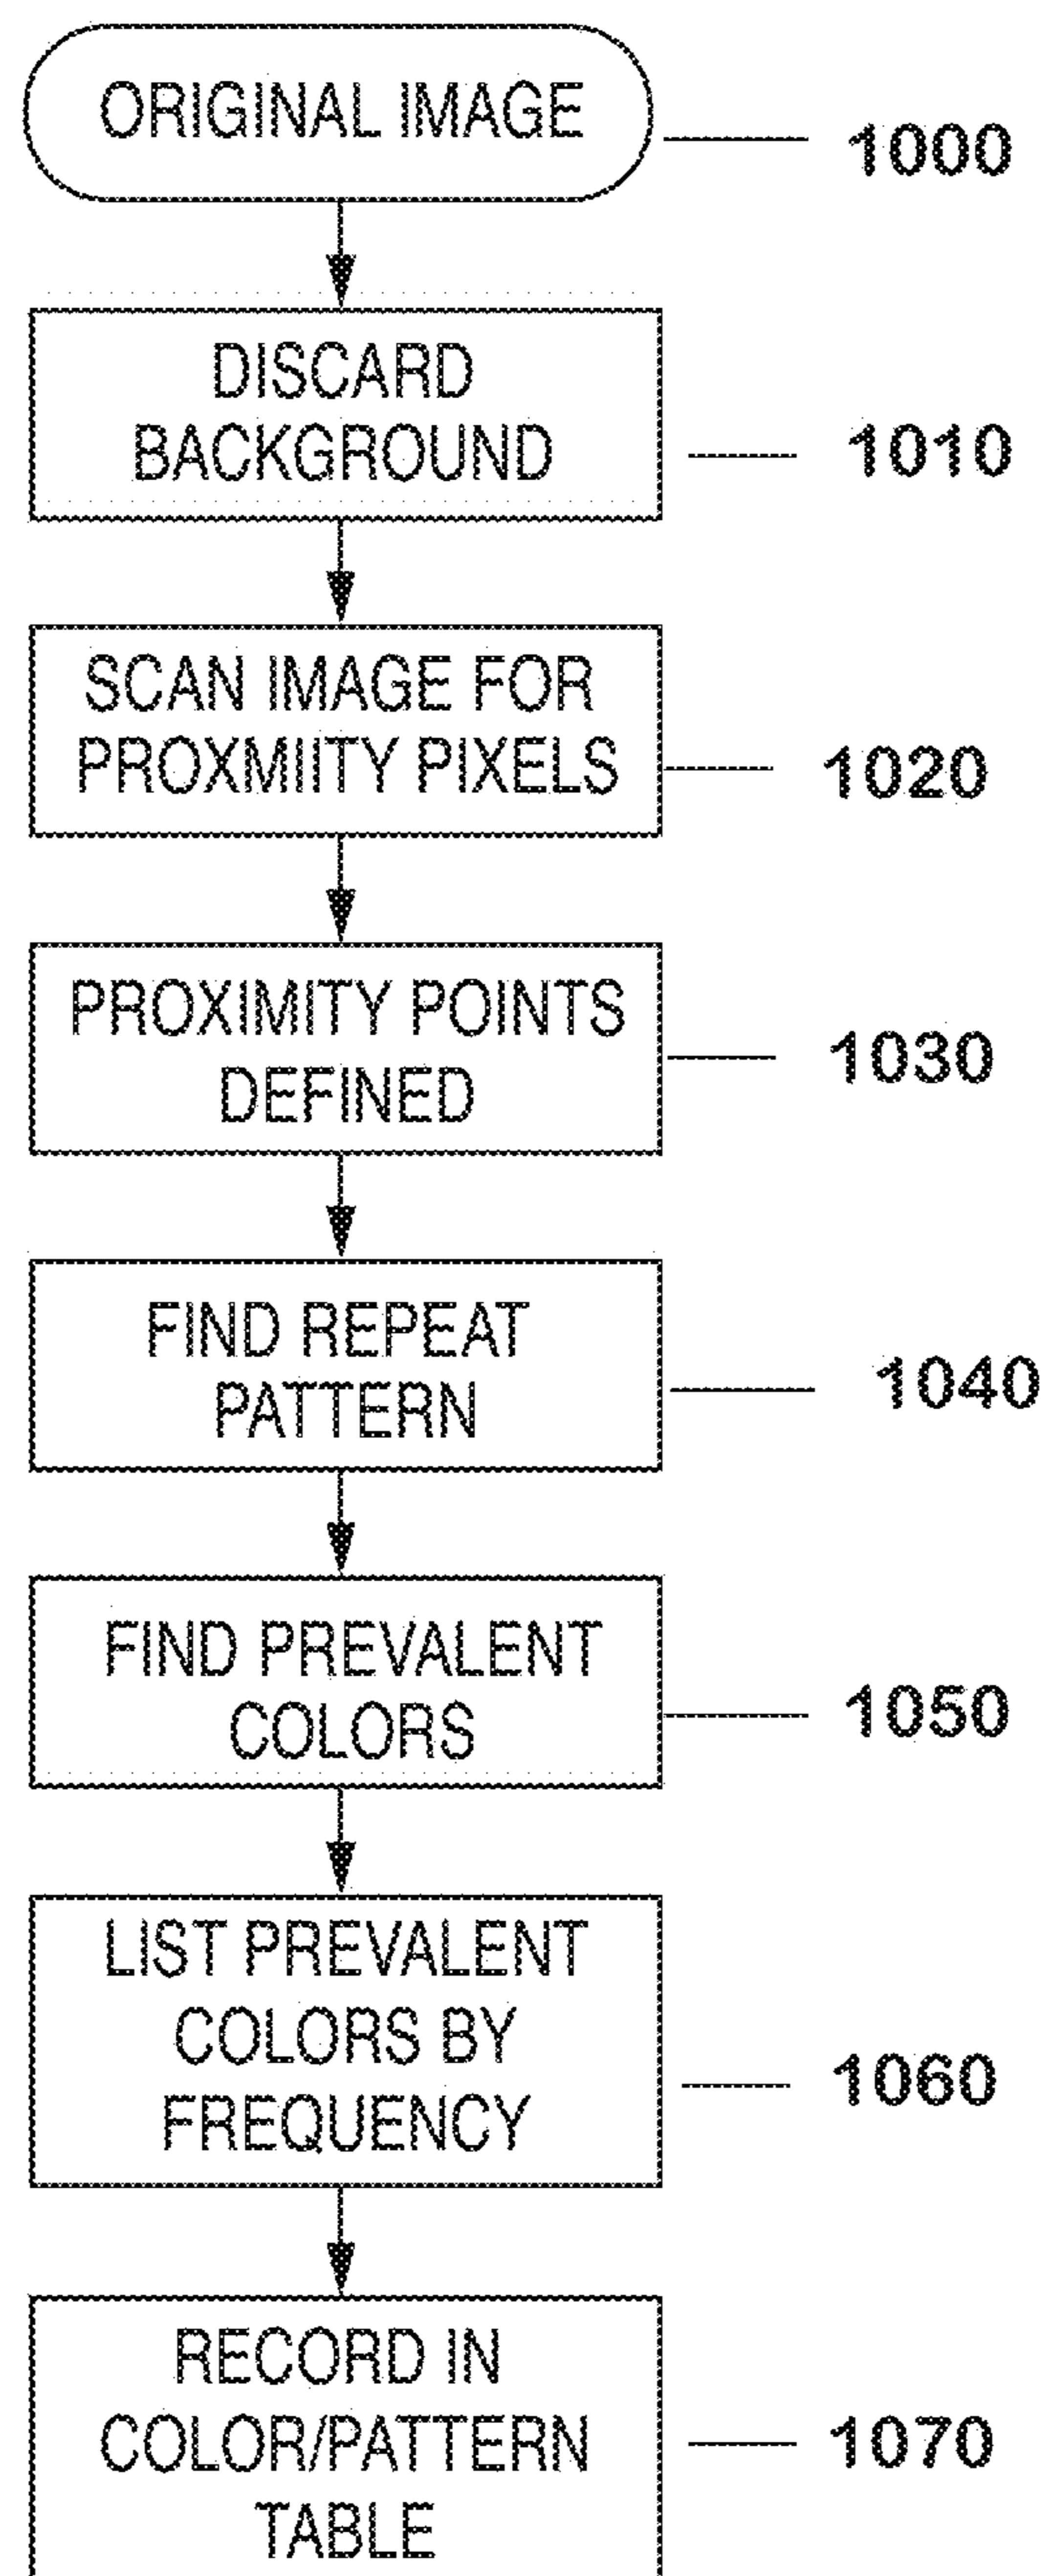 ORIGINAL IMAGE
1000
DISCARD
BACKGROUND
1010
SCAN IMAGE FOR
PROXMIITY PIXELS
1020
PROXIMITY POINTS
DEFINED
1030
FIND REPEAT
PATTERN
1040
FIND PREVALENT
COLORS
1050
LIST PREVALENT
COLORS BY
FREQUENCY
1060
RECORD IN
COLOR/PATTERN
TABLE
1070